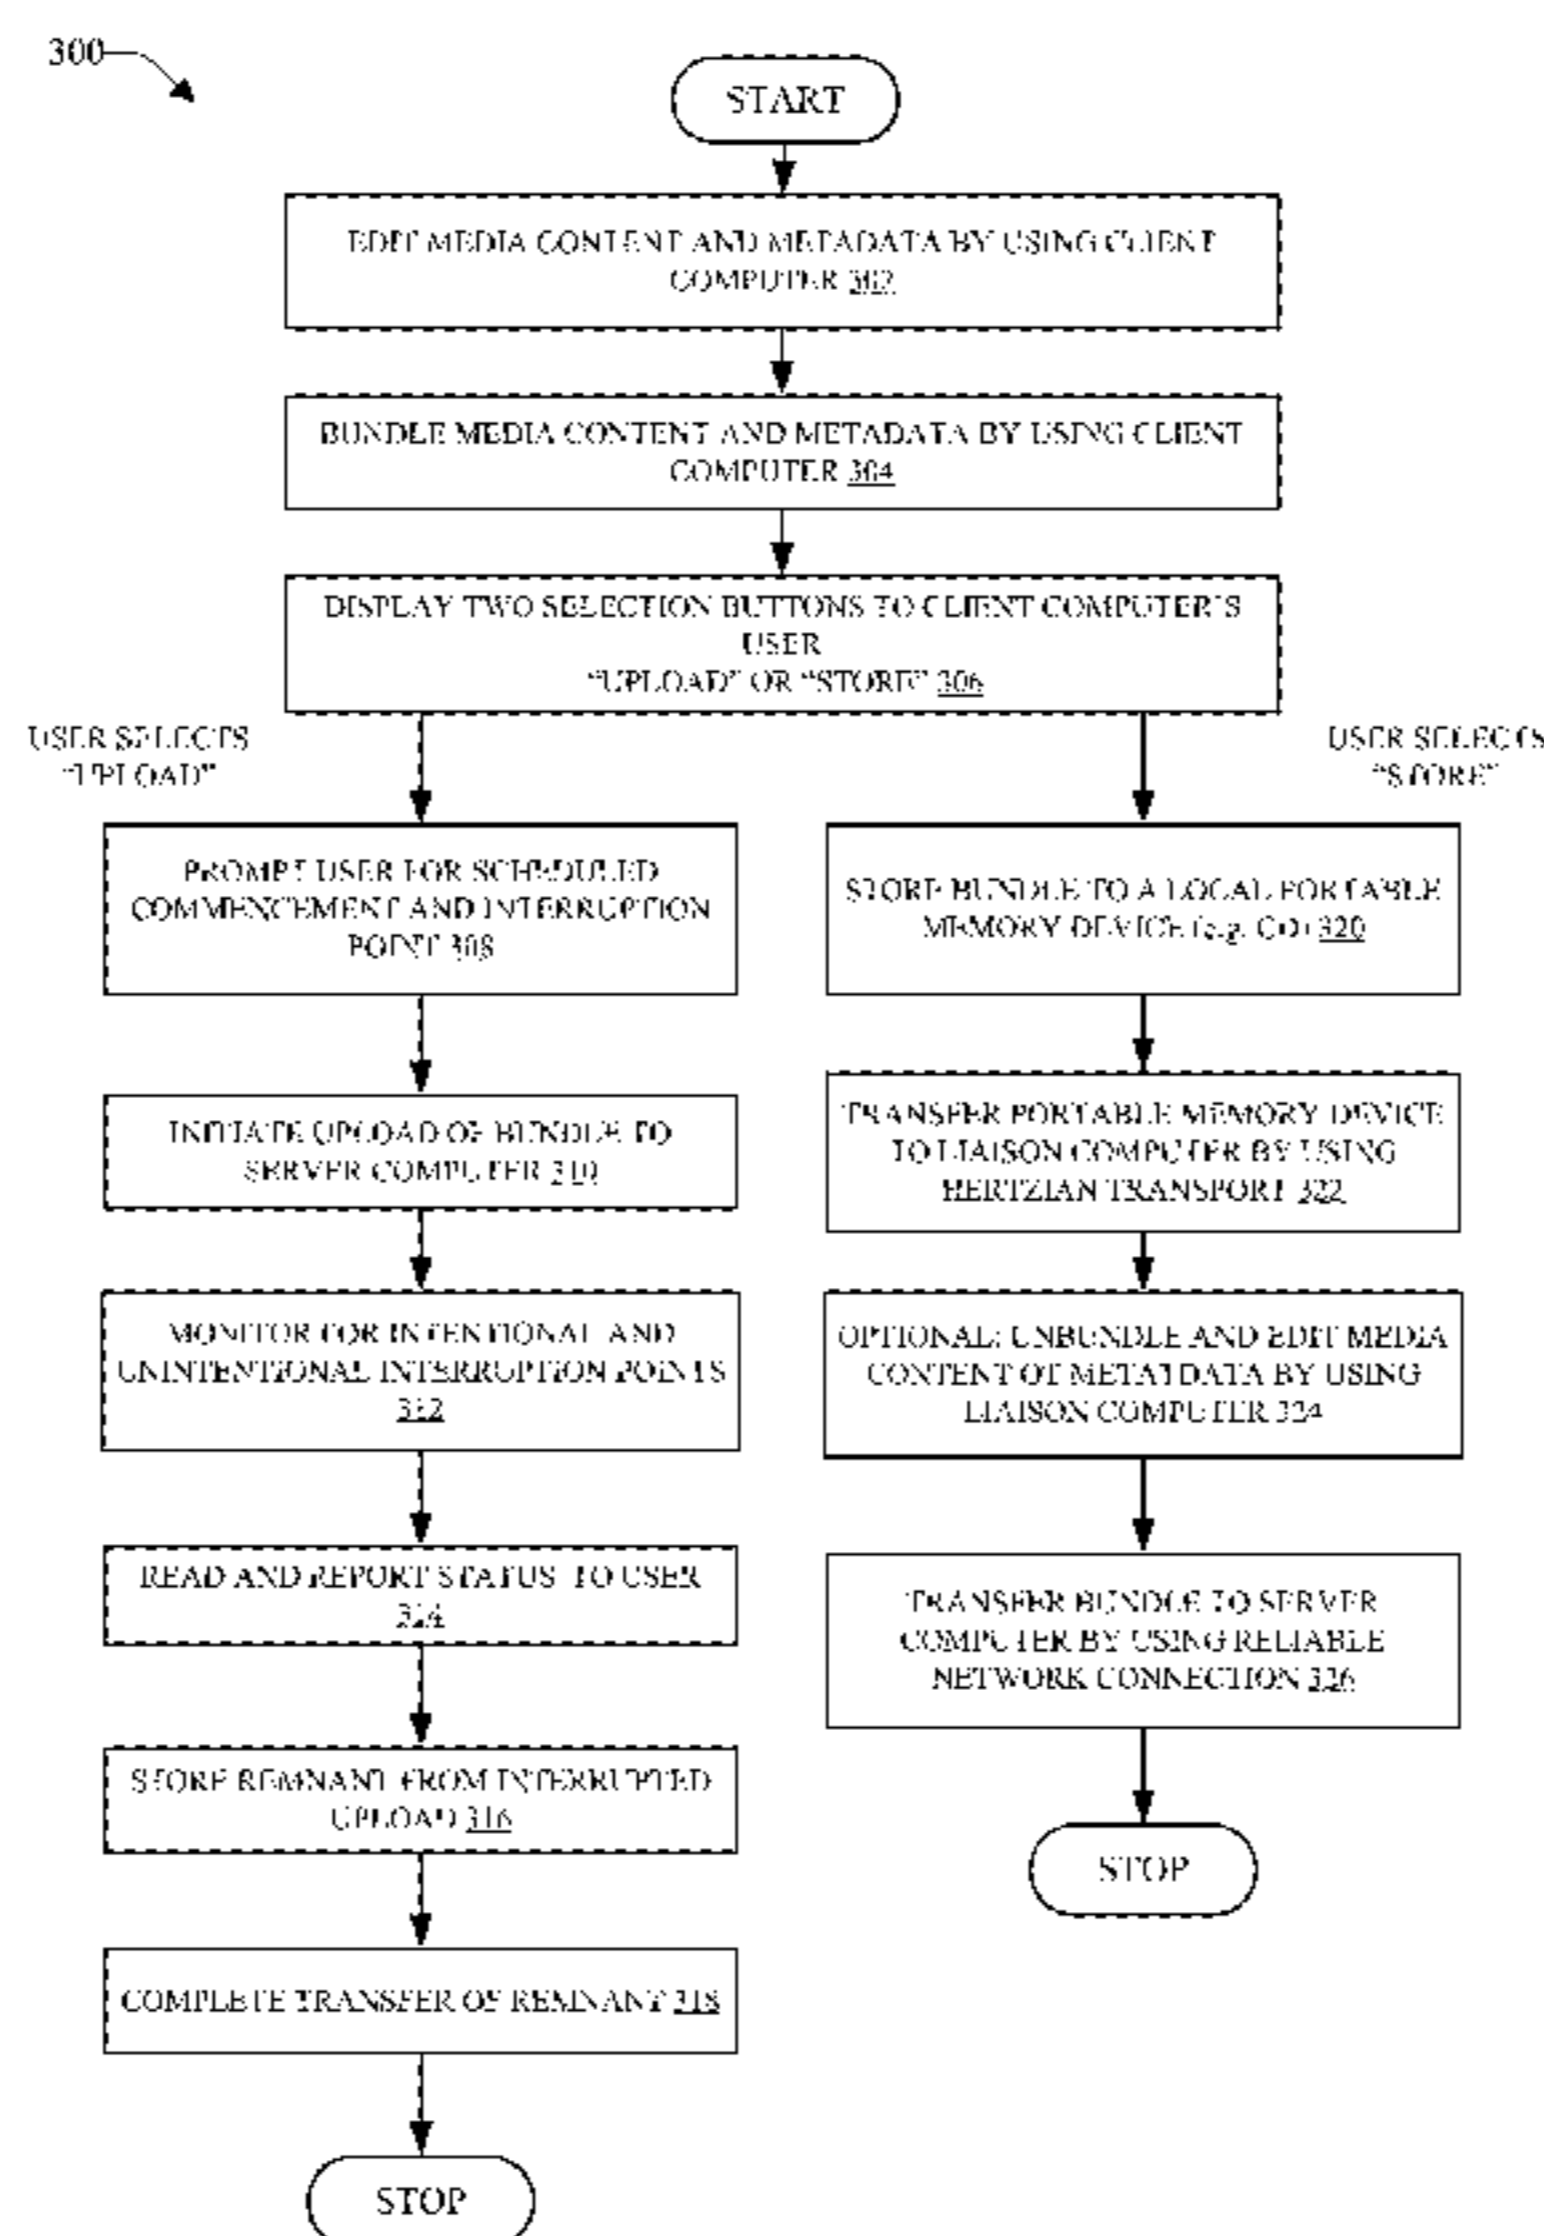 300
START
EDIT MEDIA CONTENT AND METADATA BY USING CLIENT
COMPUTER 302
BUNDLE MEDIA CONTENT AND METADATA BY USING CLIENT
COMPUTER 304
DISPLAY TWO SELECTION BUTTONS TO CLIENT COMPUTER'S
USER
"UPLOAD" OR "STORE" 306
USER SELECTS
"UPLOAD"
USER SELECTS
"STORE"
PROMPT USER FOR SCHEDULED
COMMENCEMENT AND INTERRUPTION
POINT 308
INITIATE UPLOAD OF BUNDLE TO
SERVER COMPUTER 310
MONITOR FOR INTENTIONAL AND
UNINTENTIONAL INTERRUPTION POINTS
312
READ AND REPORT STATUS TO USER
314
STORE REMNANT FROM INTERRUPTED
UPLOAD 316
COMPLETE TRANSFER OF REMNANT 318
STOP
STORE BUNDLE TO A LOCAL PORTABLE
MEMORY DEVICE (e.g. CD) 320
TRANSFER PORTABLE MEMORY DEVICE
TO LIAISON COMPUTER BY USING
HERTZIAN TRANSPORT 322
OPTIONAL: UNBUNDLE AND EDIT MEDIA
CONTENT OT METATDATA BY USING
LIAISON COMPUTER 324
TRANSFER BUNDLE TO SERVER
COMPUTER BY USING RELIABLE
NETWORK CONNECTION 326
STOP